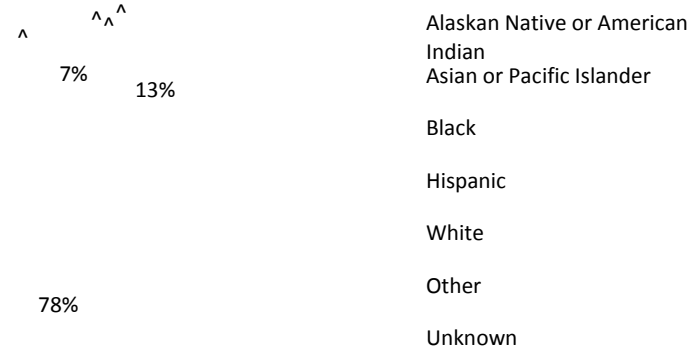 ^
^
^
^
7%
13%
78%
Alaskan Native or American
Indian
Asian or Pacific Islander
Black
Hispanic
White
Other
Unknown